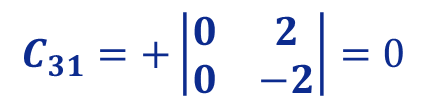 C₃₁ = + |0 2; 0 −2| = 0